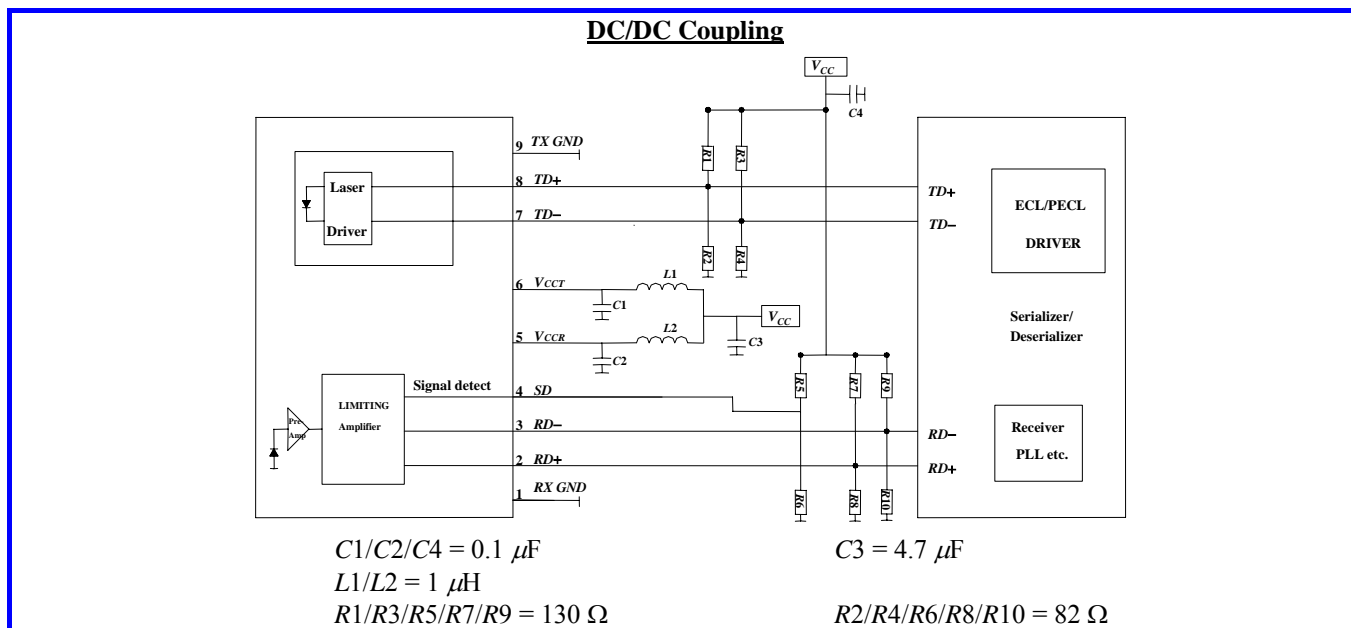 DC/DC Coupling
VCC
C4
9 TX GND
R1
R3
Laser
Driver
8 TD+
7 TD−
TD+
TD−
ECL/PECL
DRIVER
R2
R4
6 VCCT
L1
C1
VCC
5 VCCR
L2
C3
C2
Serializer/
Deserializer
R5
R7
R9
Signal detect
4 SD
LIMITING
Amplifier
Pre-
Amp
3 RD−
RD−
2 RD+
RD+
Receiver
PLL etc.
1 RX GND
R6
R8
R10
C1/C2/C4 = 0.1 μF
C3 = 4.7 μF
L1/L2 = 1 μH
R1/R3/R5/R7/R9 = 130 Ω
R2/R4/R6/R8/R10 = 82 Ω